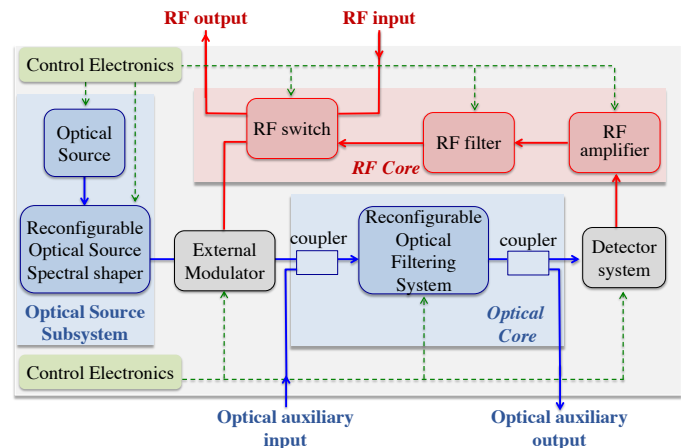 RF output
RF input
Control Electronics
Optical
Source
RF switch
RF filter
RF
amplifier
RF Core
Reconfigurable
Optical Source
Spectral shaper
External
Modulator
coupler
Reconfigurable
Optical
Filtering
System
coupler
Detector
system
Optical Source
Subsystem
Optical
Core
Control Electronics
Optical auxiliary
input
Optical auxiliary
output